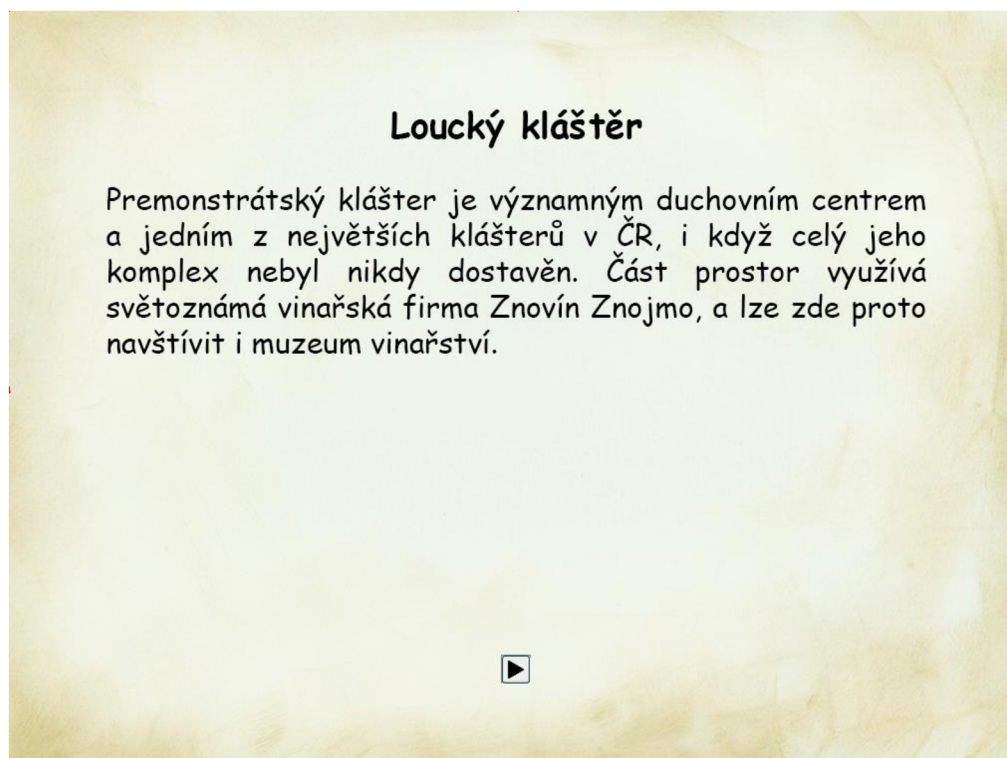 Loucký kláštěr
Premonstrátský klášter je významným duchovním centrem
a jedním z největších klášterů v ČR, i když celý jeho
komplex nebyl nikdy dostavěn. Část prostor využívá
světoznámá vinařská firma Znovín Znojmo, a lze zde proto
navštívit i muzeum vinařství.